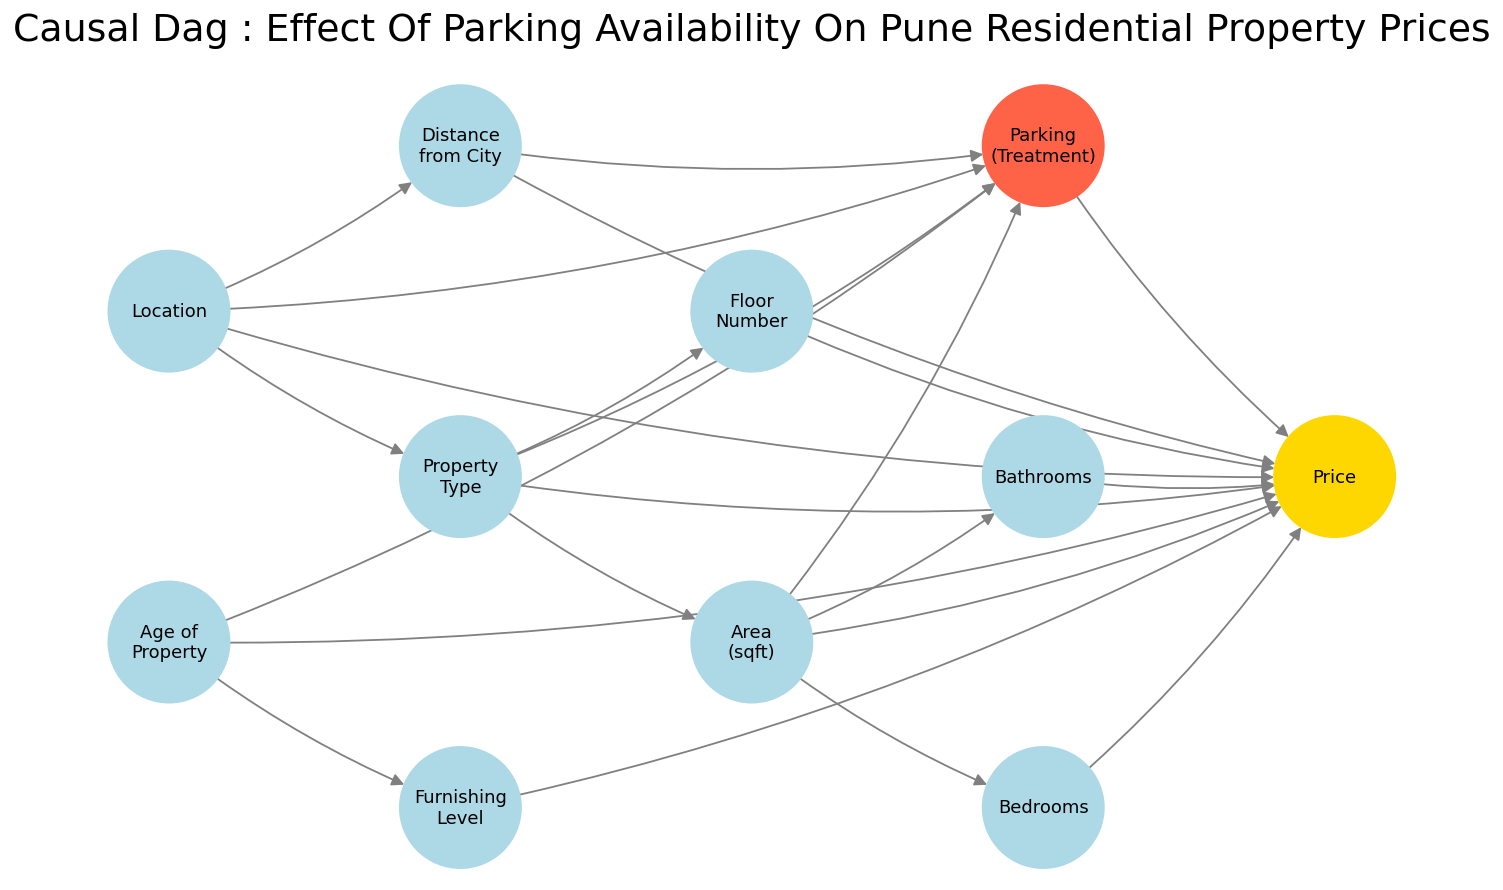 Causal Dag : Effect Of Parking Availability On Pune Residential Property Prices
Distance
from City
Parking
(Treatment)
Location
Floor
Number
Property
Type
Bathrooms
Price
Age of
Property
Area
(sqft)
Furnishing
Level
Bedrooms